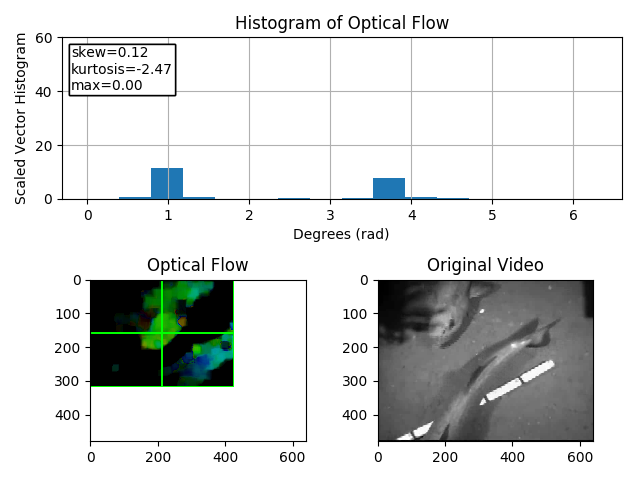 Histogram of Optical Flow
Scaled Vector Histogram
60
40
20
0
skew=0.12
kurtosis=-2.47
max=0.00
0 1 2 3 4 5 6
Degrees (rad)
Optical Flow
0
100
200
300
400
0 200 400 600
Original Video
0
100
200
300
400
0 200 400 600